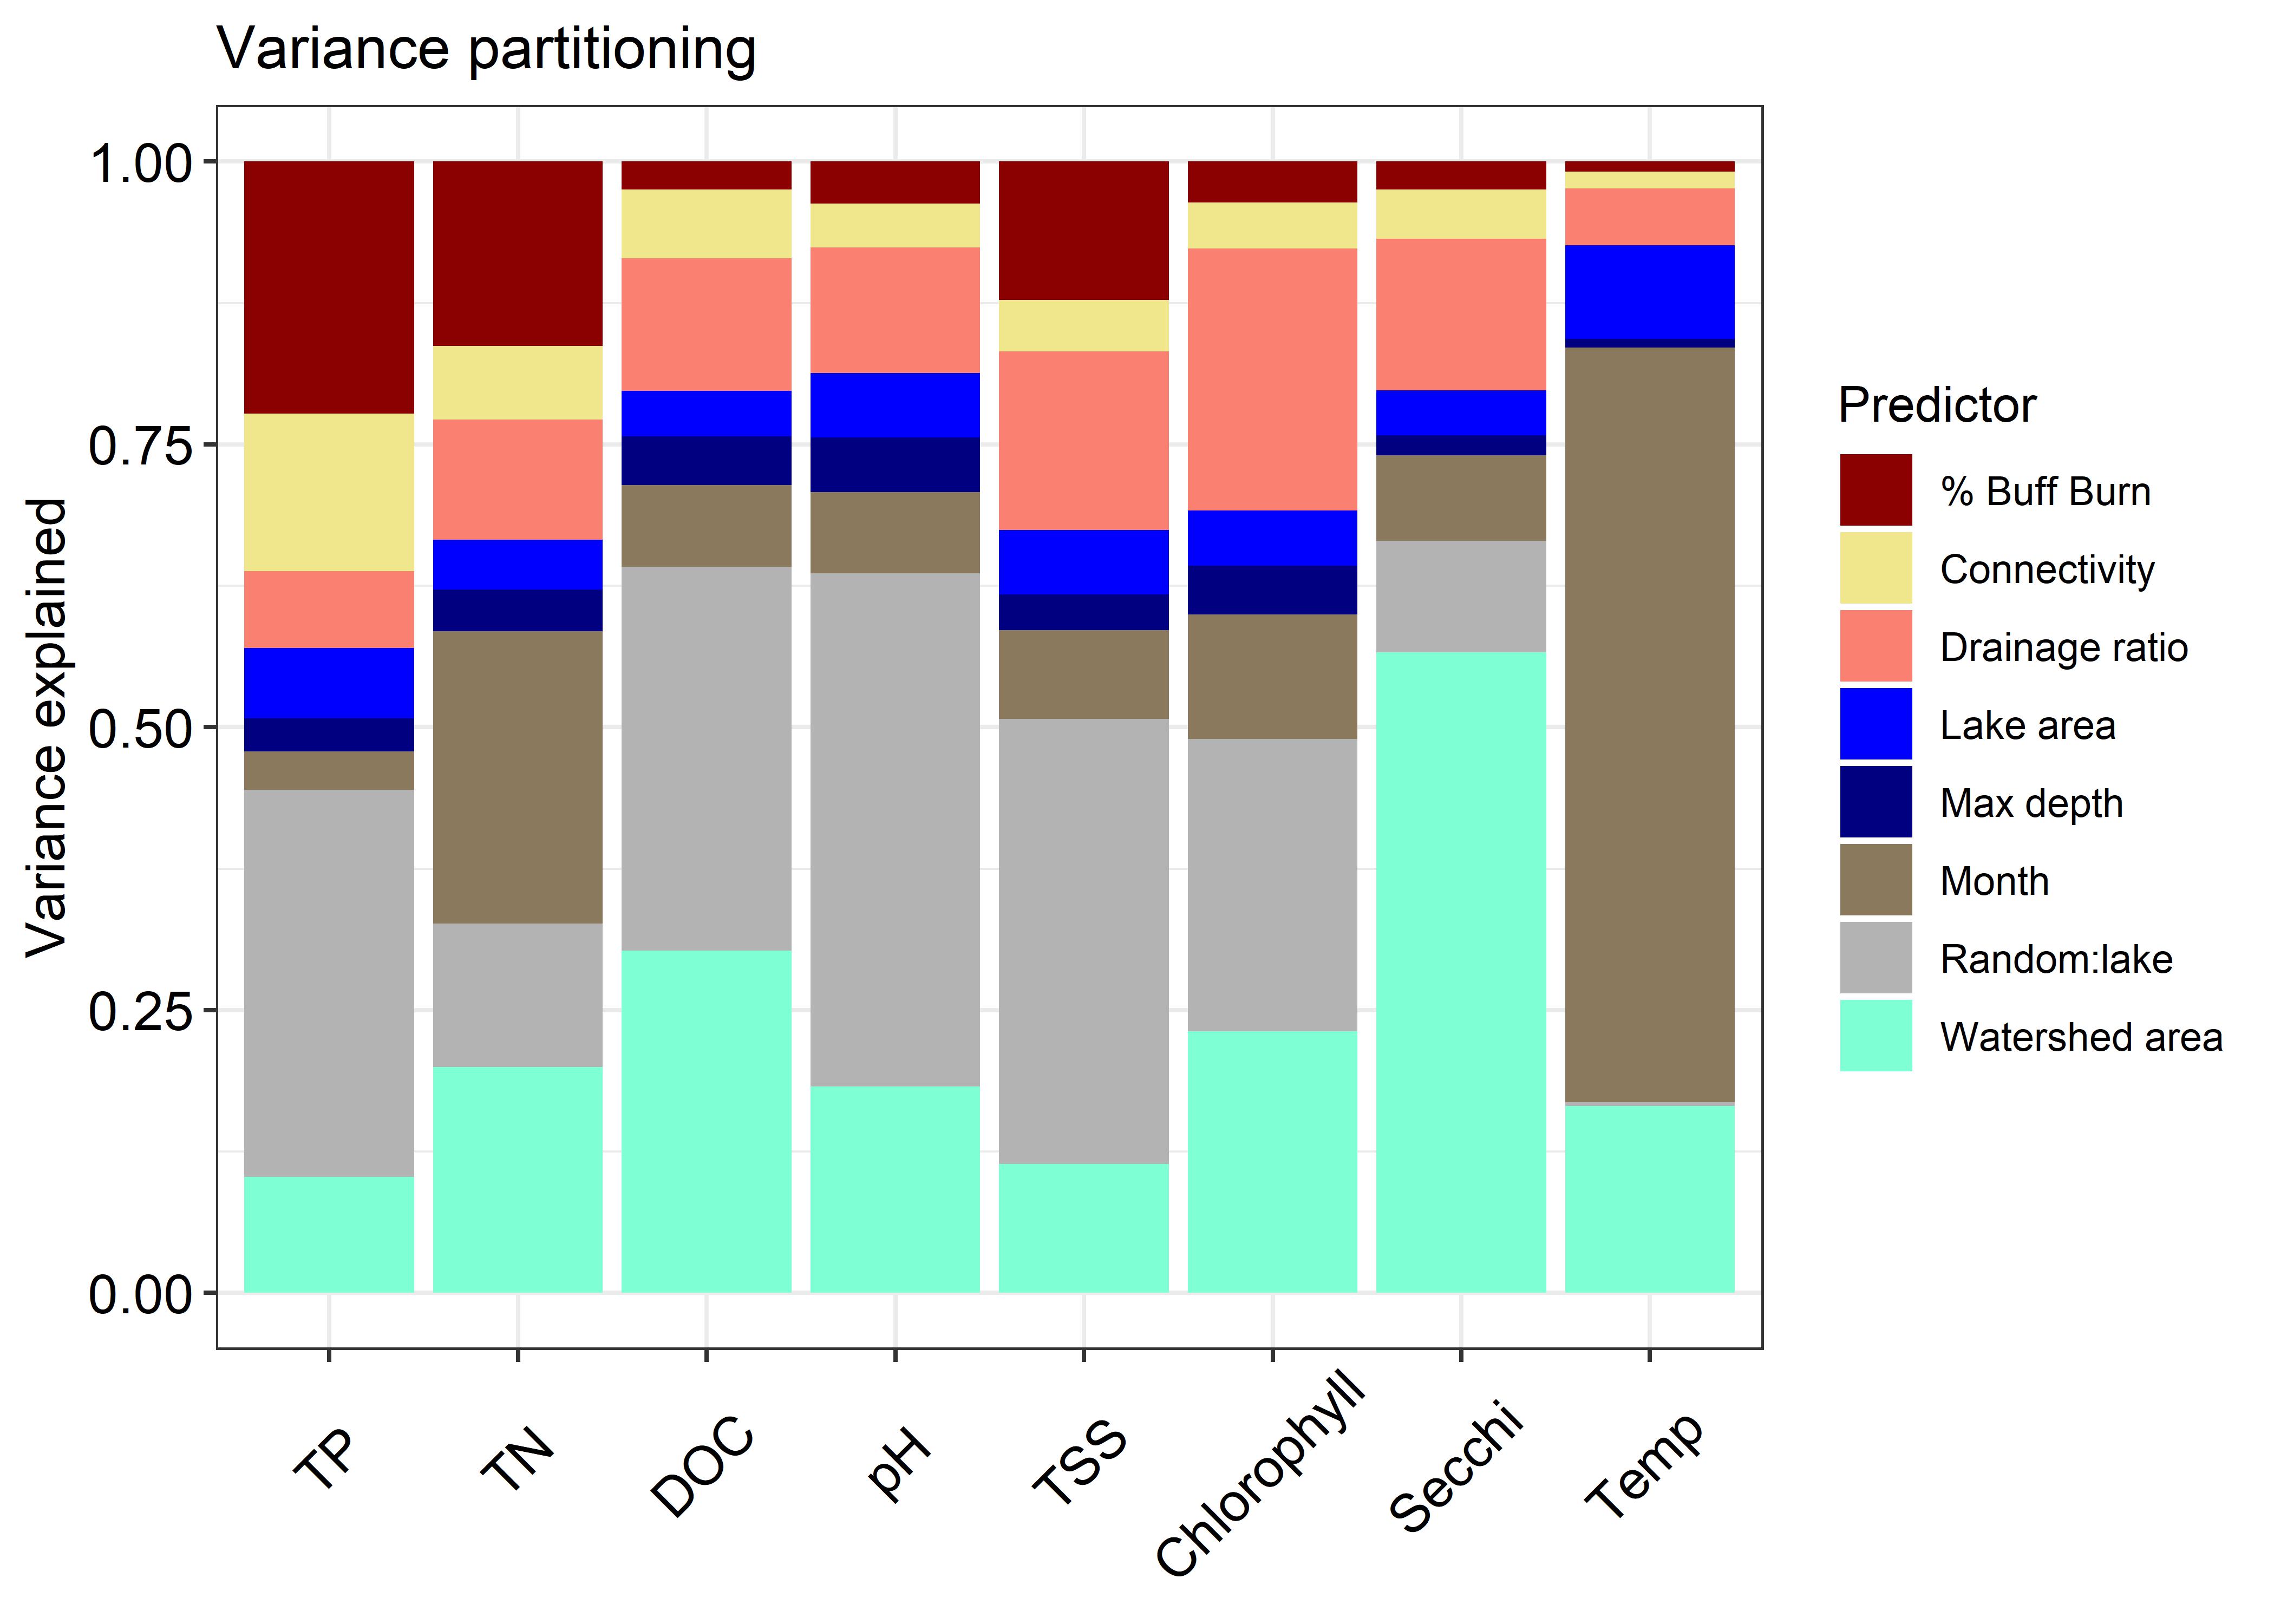 Variance partitioning
Variance explained
1.00
0.75
0.50
0.25
0.00
TP
TN
DOC
pH
TSS
Chlorophyll
Secchi
Temp
Predictor
% Buff Burn
Connectivity
Drainage ratio
Lake area
Max depth
Month
Random:lake
Watershed area